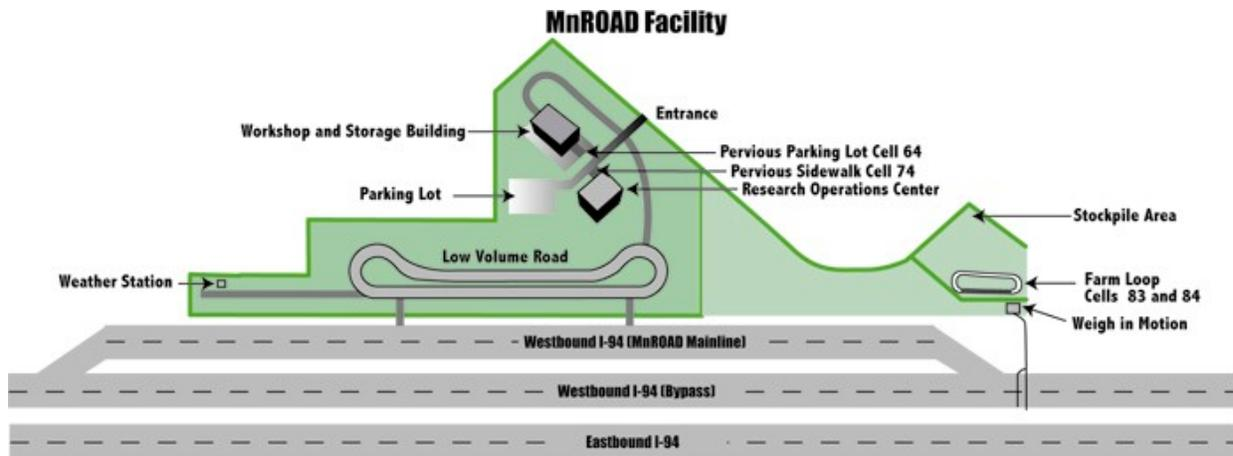 MnROAD Facility
Entrance
Workshop and Storage Building
Pervious Parking Lot Cell 64
Pervious Sidewalk Cell 74
Research Operations Center
Parking Lot
Stockpile Area
Low Volume Road
Weather Station
Farm Loop
Cells 83 and 84
Weigh in Motion
Westbound I-94 (MnROAD Mainline)
Westbound I-94 (Bypass)
Eastbound I-94